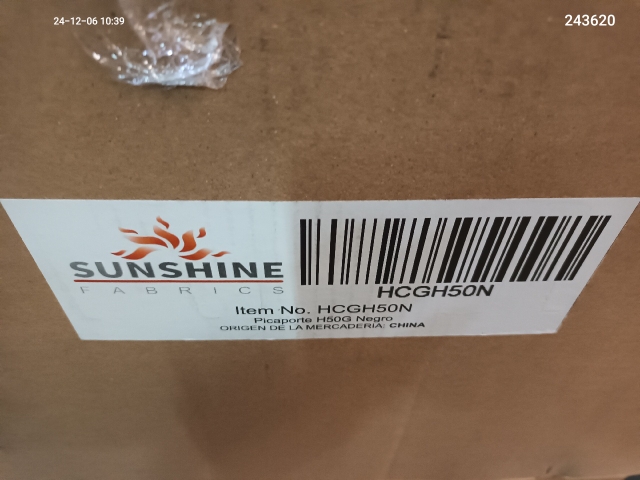 24-12-06 10:39
243620
SUNSHINE
FABRICS
HCGH50N
Item No. HCGH50N
Picaporte H50G Negro
ORIGEN DE LA MERCADERIA: CHINA